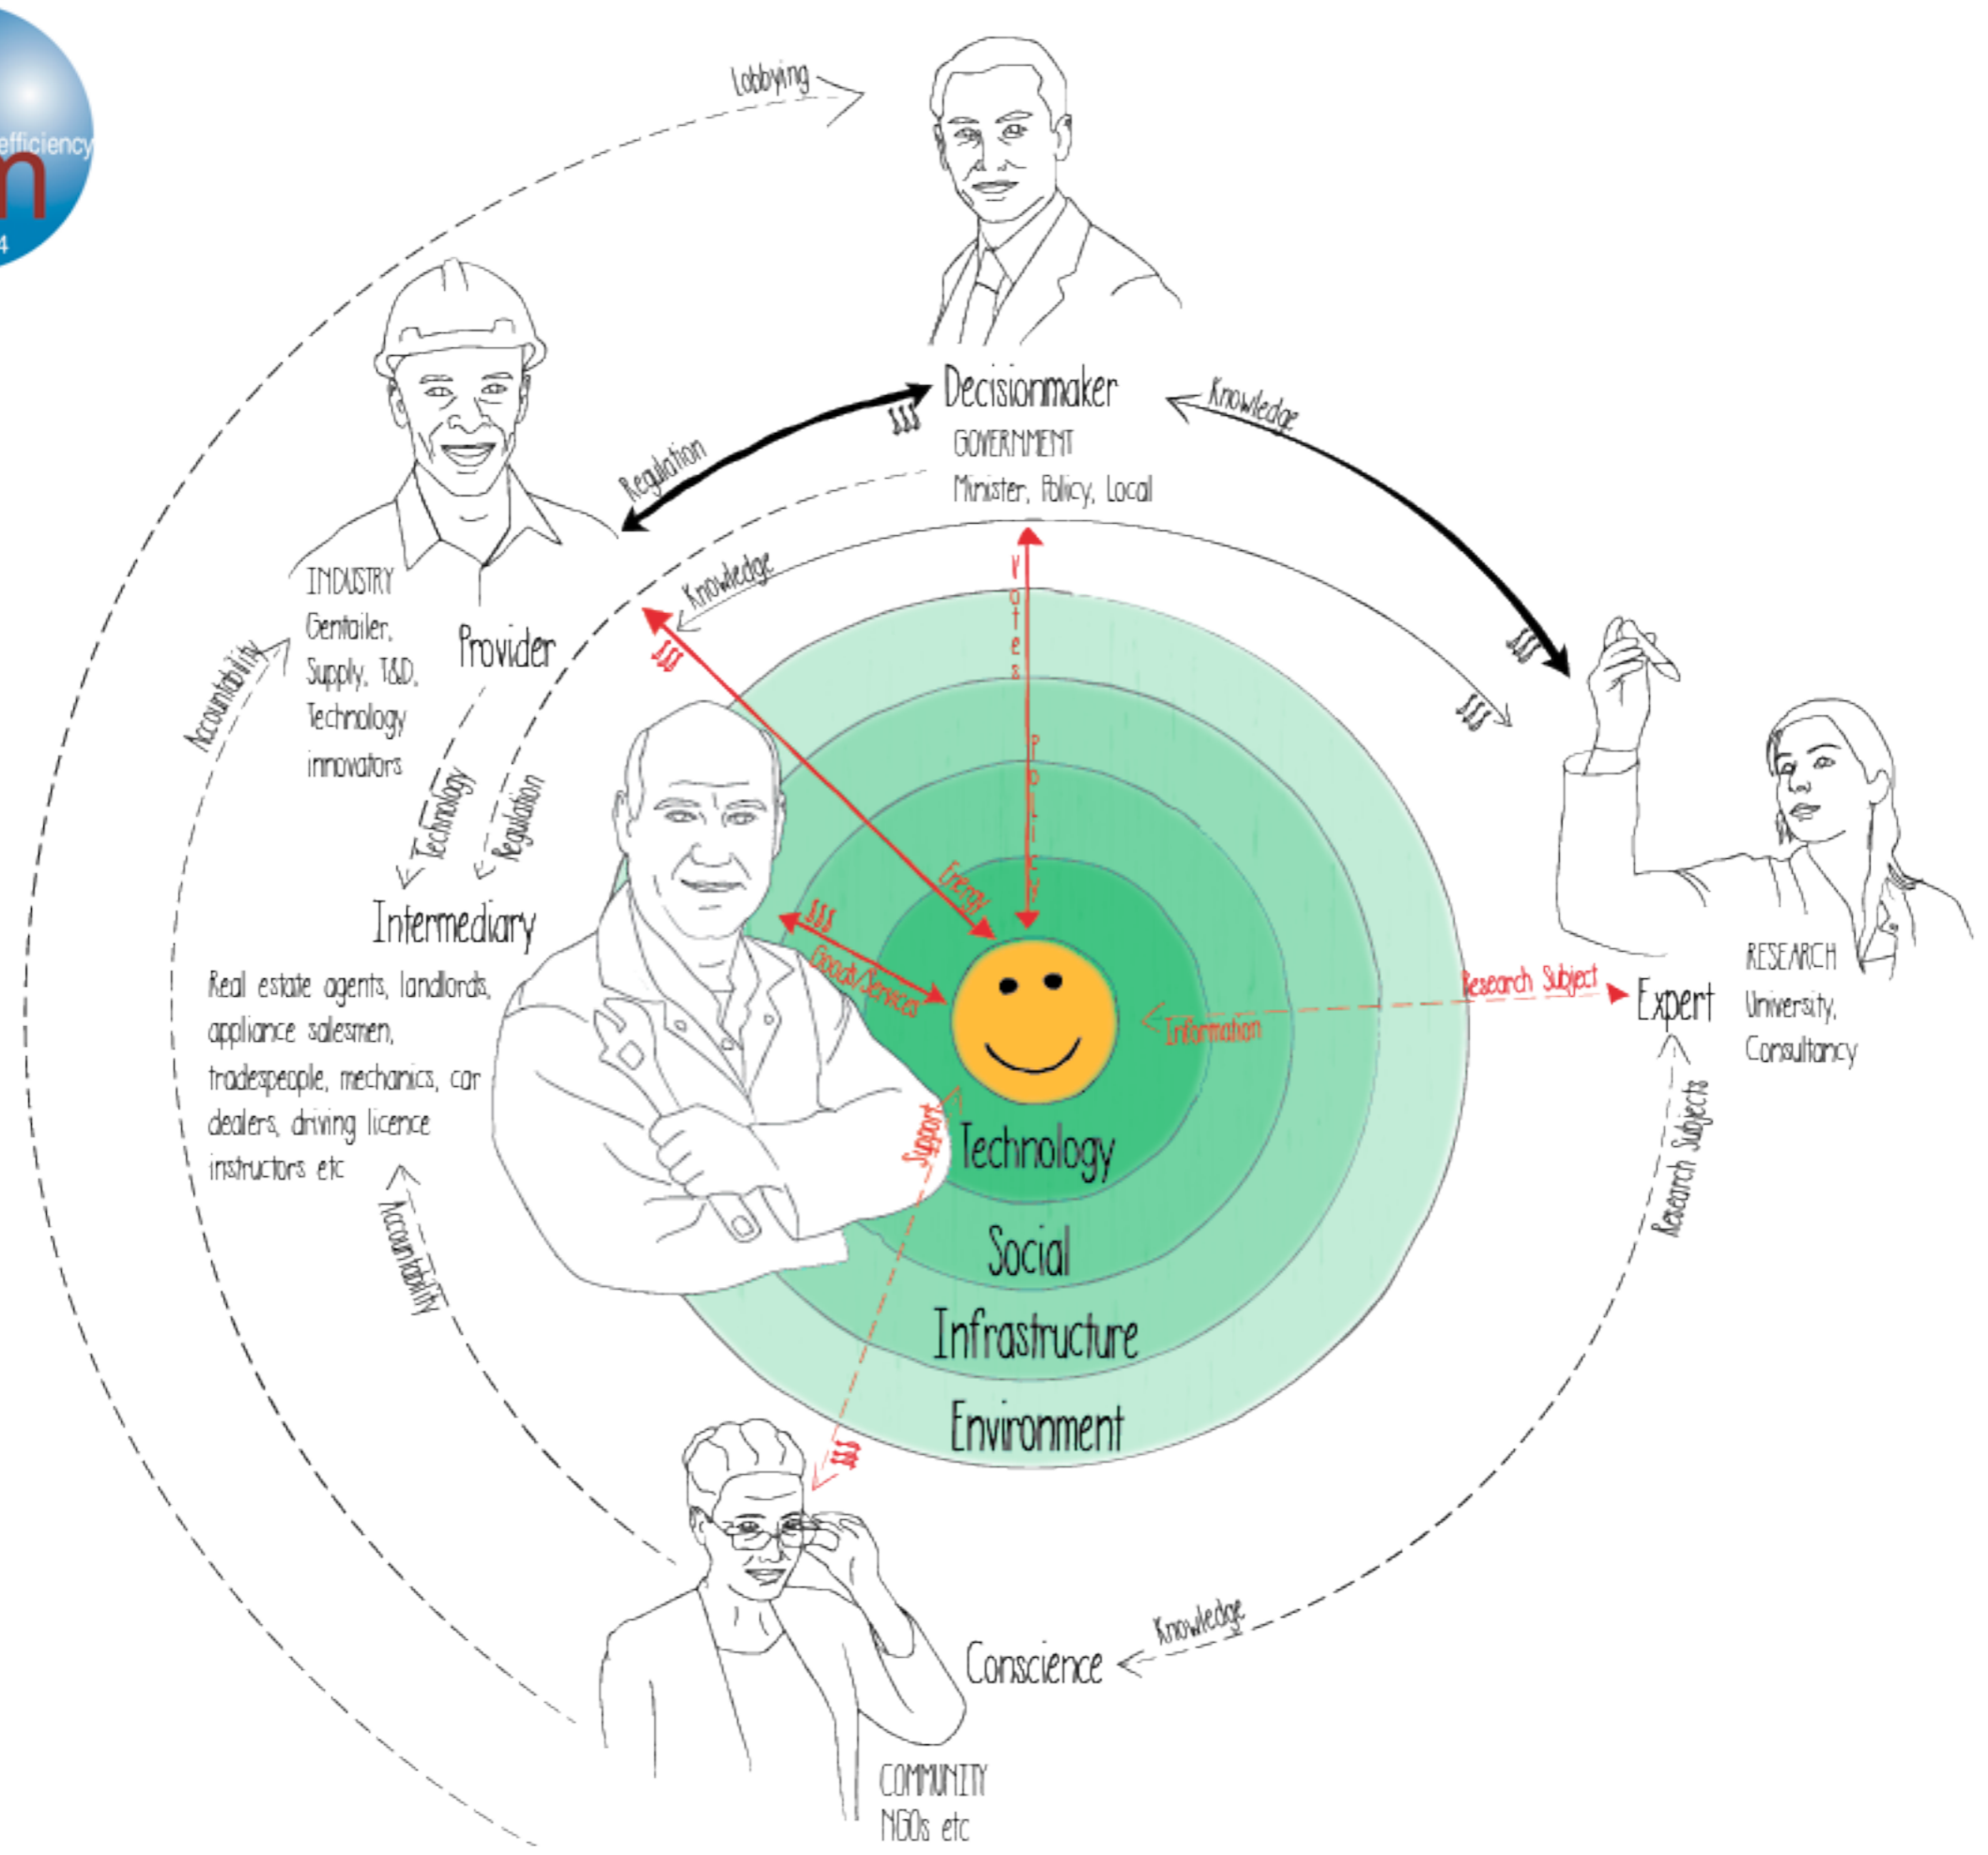 efficiency
n
4
Lobbying
Decisionmaker
GOVERNMENT
Minister, Policy, Local
Knowledge
$$$
Regulation
$$$
INDUSTRY
Gentailer,
Supply, T&D,
Technology
innovators
Provider
Knowledge
$$$
$$$
Votes
Policy
Accountability
Technology
Regulation
Energy
Intermediary
Real estate agents, landlords,
appliance salesmen,
tradespeople, mechanics, car
dealers, driving licence
instructors etc
$$$
Goods/Services
Research Subject
Information
Expert
RESEARCH
University,
Consultancy
Support
Technology
Social
Infrastructure
Environment
Research Subjects
Accountability
$$$
Knowledge
Conscience
COMMUNITY
NGOs etc